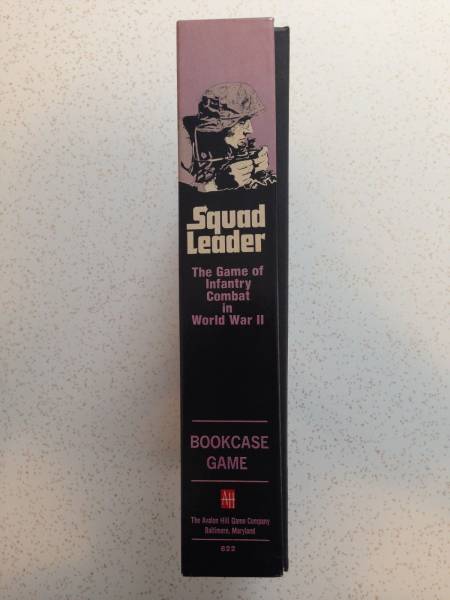 Squad
Leader
The Game of
Infantry
Combat
in
World War II
BOOKCASE
GAME
AH
The Avalon Hill Game Company
Baltimore, Maryland
822